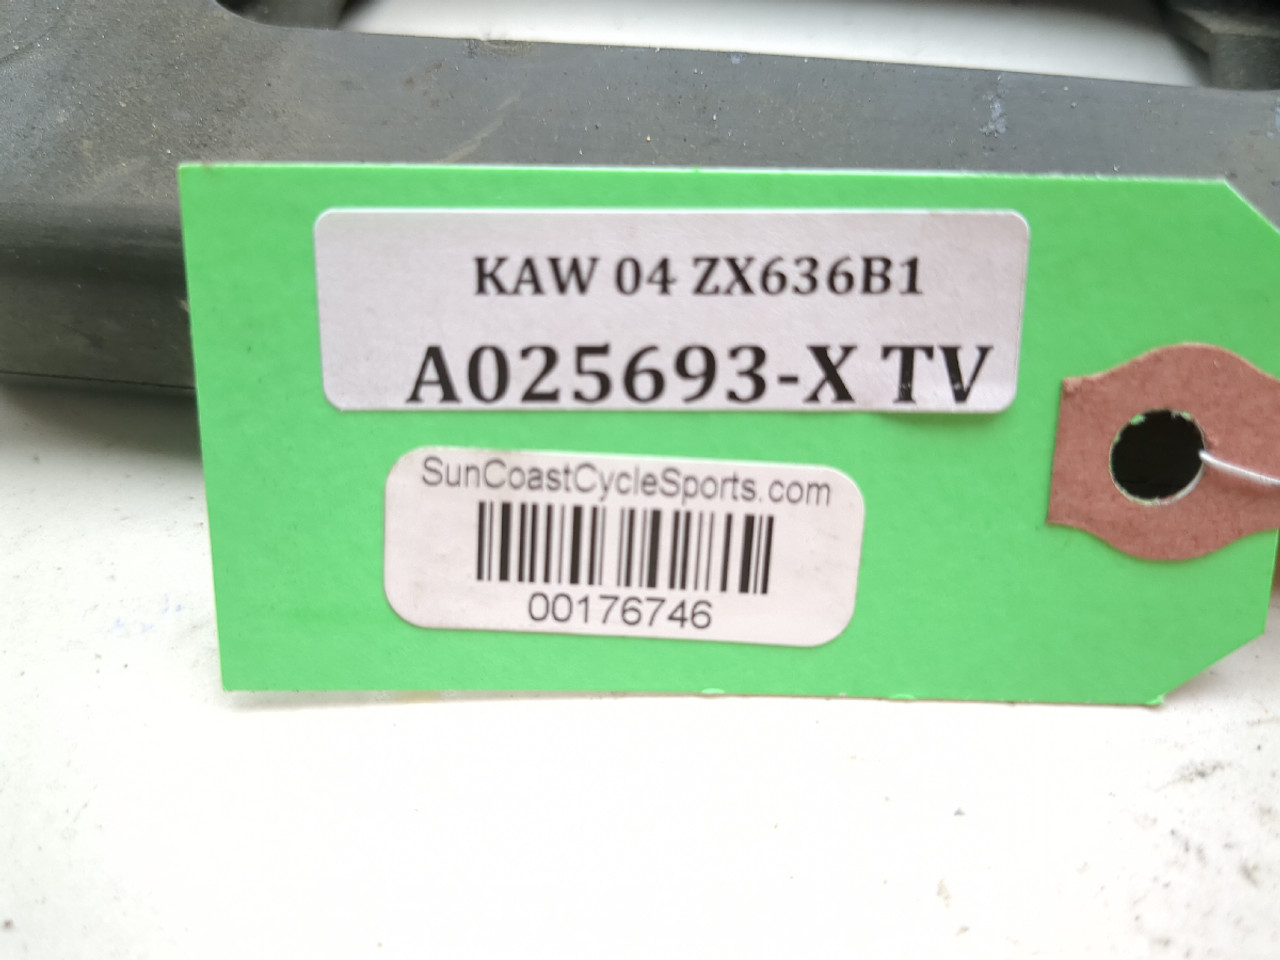 KAW 04 ZX636B1
A025693-X TV
SunCoastCycleSports.com
00176746